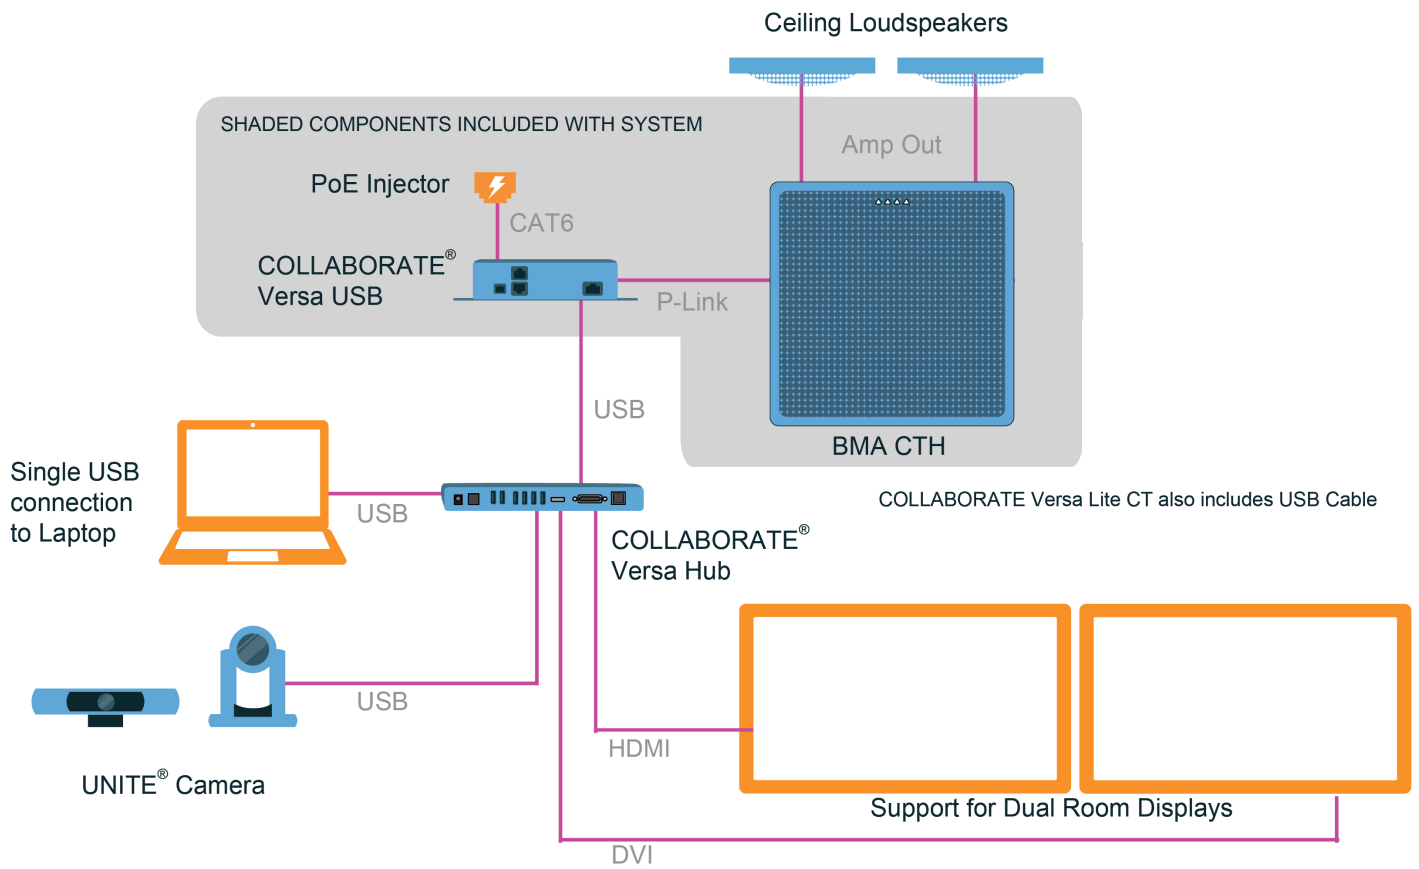 Ceiling Loudspeakers
SHADED COMPONENTS INCLUDED WITH SYSTEM
Amp Out
PoE Injector
CAT6
COLLABORATE®
Versa USB
P-Link
USB
BMA CTH
Single USB
connection
to Laptop
USB
COLLABORATE Versa Lite CT also includes USB Cable
COLLABORATE®
Versa Hub
USB
HDMI
UNITE® Camera
Support for Dual Room Displays
DVI